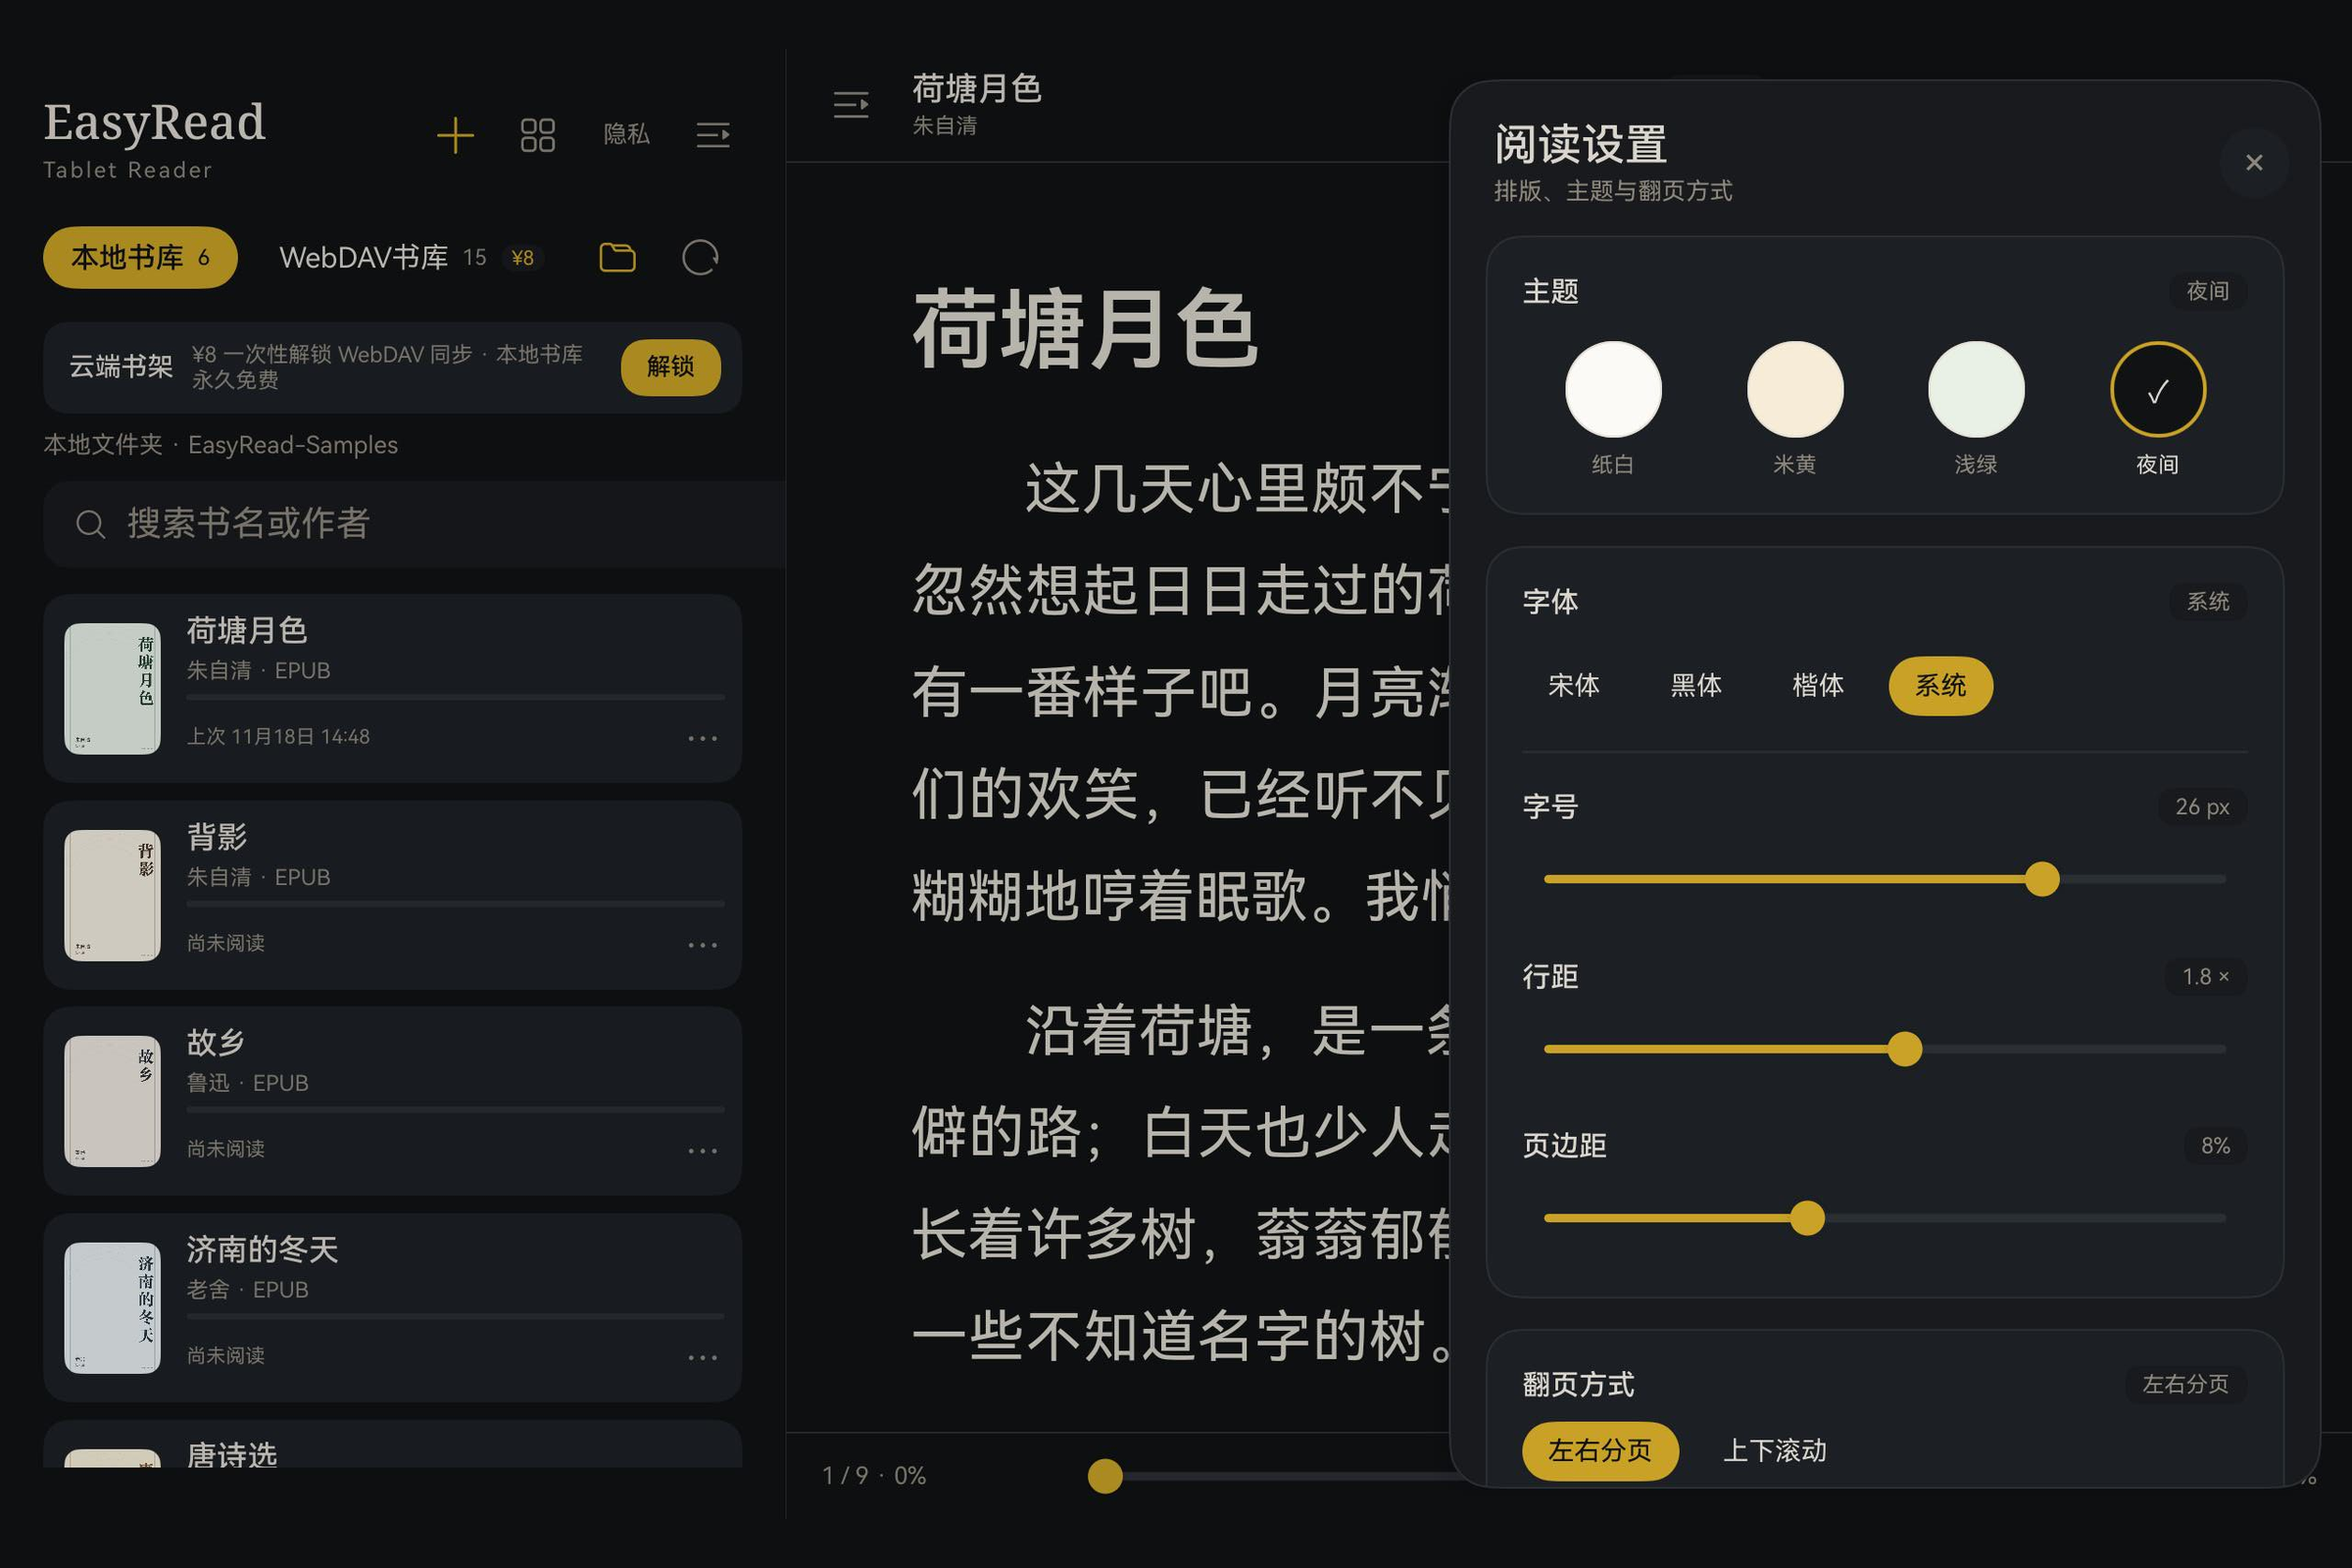 EasyRead
Tablet Reader
隐私
本地书库 6
WebDAV书库 15 ¥8
云端书架
¥8 一次性解锁 WebDAV 同步 · 本地书库
永久免费
解锁
本地文件夹 · EasyRead-Samples
搜索书名或作者
荷塘月色
荷塘月色
朱自清 · EPUB
上次 11月18日 14:48
背影
背影
朱自清 · EPUB
尚未阅读
故乡
故乡
鲁迅 · EPUB
尚未阅读
济南的冬天
济南的冬天
老舍 · EPUB
尚未阅读
唐诗选
荷塘月色
朱自清
荷塘月色
这几天心里颇不
忽然想起日日走过的
有一番样子吧。月亮
们的欢笑，已经听不
糊糊地哼着眠歌。我
沿着荷塘，是一
僻的路；白天也少人
长着许多树，蓊蓊郁
一些不知道名字的树。
1 / 9 · 0%
%
阅读设置
排版、主题与翻页方式
主题
夜间
纸白
米黄
浅绿
夜间
字体
系统
宋体
黑体
楷体
系统
字号
26 px
行距
1.8 ×
页边距
8%
翻页方式
左右分页
左右分页
上下滚动